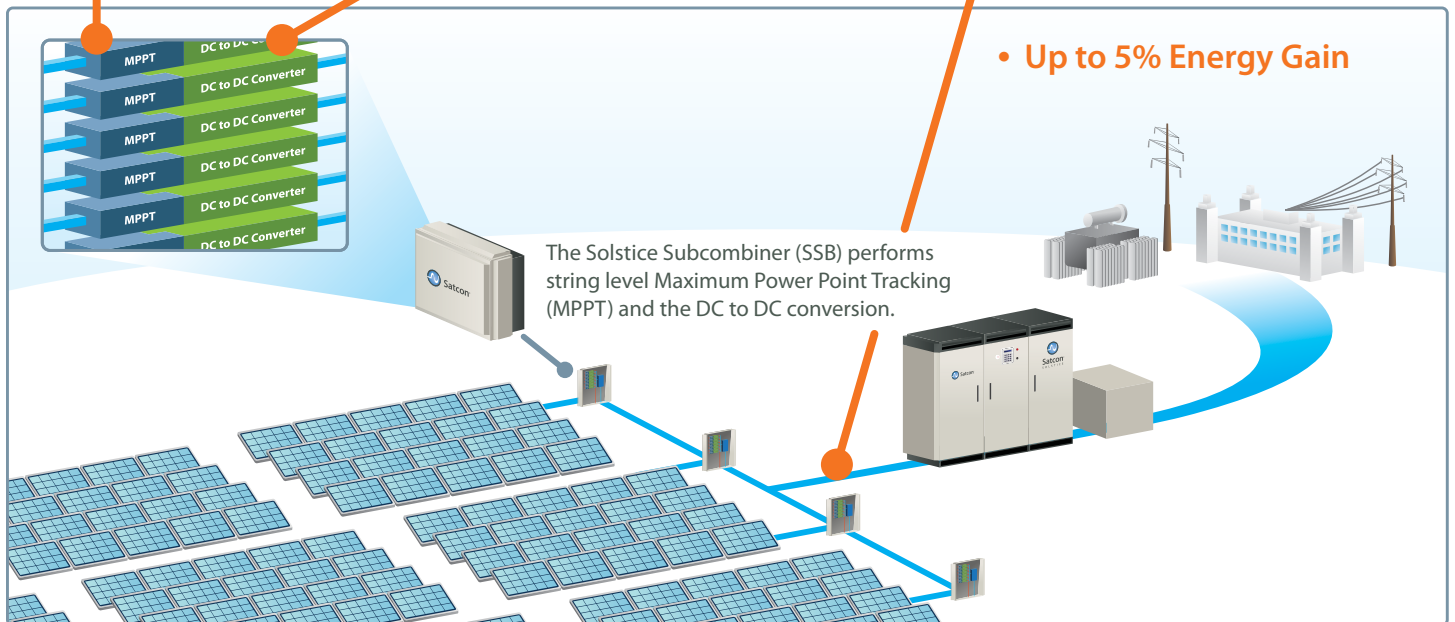 DC to DC Co
MPPT
DC to DC Converter
MPPT
DC to DC Converter
MPPT
DC to DC Converter
MPPT
DC to DC Converter
MPPT
DC to DC Converter
• Up to 5% Energy Gain
The Solstice Subcombiner (SSB) performs
string level Maximum Power Point Tracking
(MPPT) and the DC to DC conversion.
Satcon
Satcon
Satcon
SOLSTICE